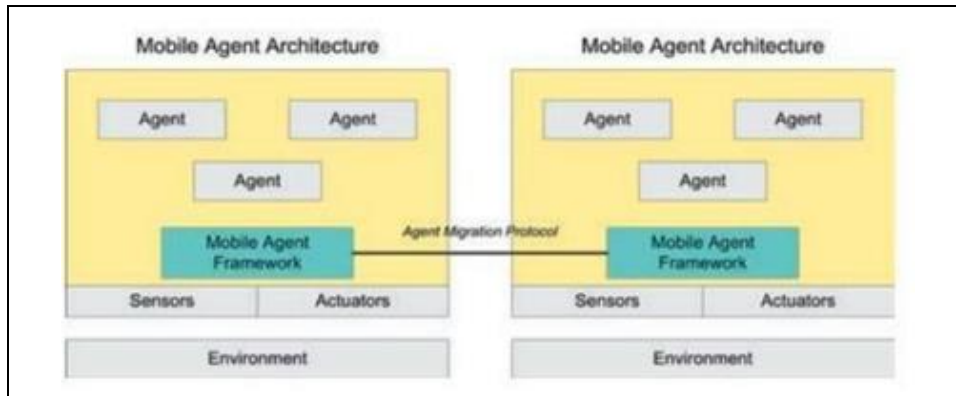 Mobile Agent Architecture
Mobile Agent Architecture
Agent
Agent
Agent
Agent
Agent
Agent
Mobile Agent
Framework
Agent Migration Protocol
Mobile Agent
Framework
Sensors
Actuators
Sensors
Actuators
Environment
Environment